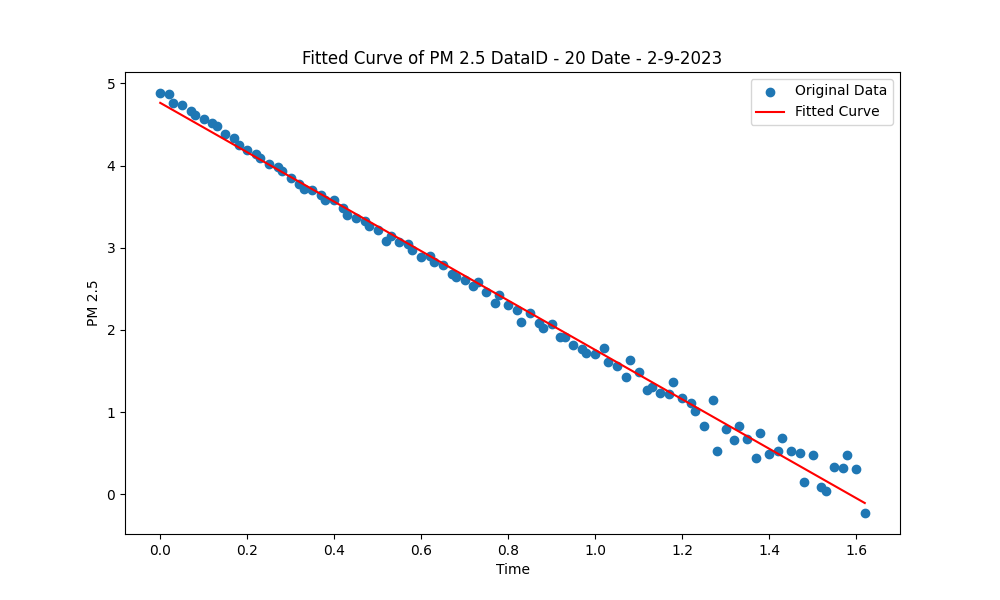 Fitted Curve of PM 2.5 DataID - 20 Date - 2-9-2023
Original Data
Fitted Curve
PM 2.5
5
4
3
2
1
0
0.0 0.2 0.4 0.6 0.8 1.0 1.2 1.4 1.6
Time